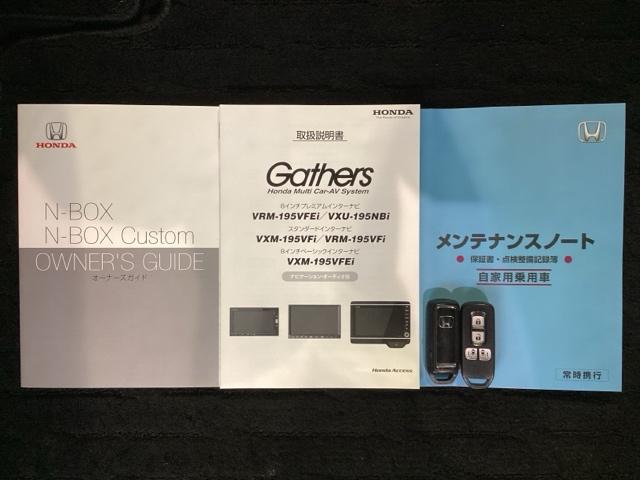 HONDA
N-BOX
N-BOX Custom
OWNER'S GUIDE
オーナーズガイド
HONDA
The Power of Dreams
取扱説明書
Gathers
Honda Multi Car-AV System
8インチプレミアムインターナビ
VRM-195VFEi/VXU-195NBi
スタンダードインターナビ
VXM-195VFi/VRM-195VFi
8インチベーシックインターナビ
VXM-195VFEi
ナビゲーション・オーディオ編
Honda Access
メンテナンスノート
● 保証書・点検整備記録簿 ●
自家用乗用車
常時携行